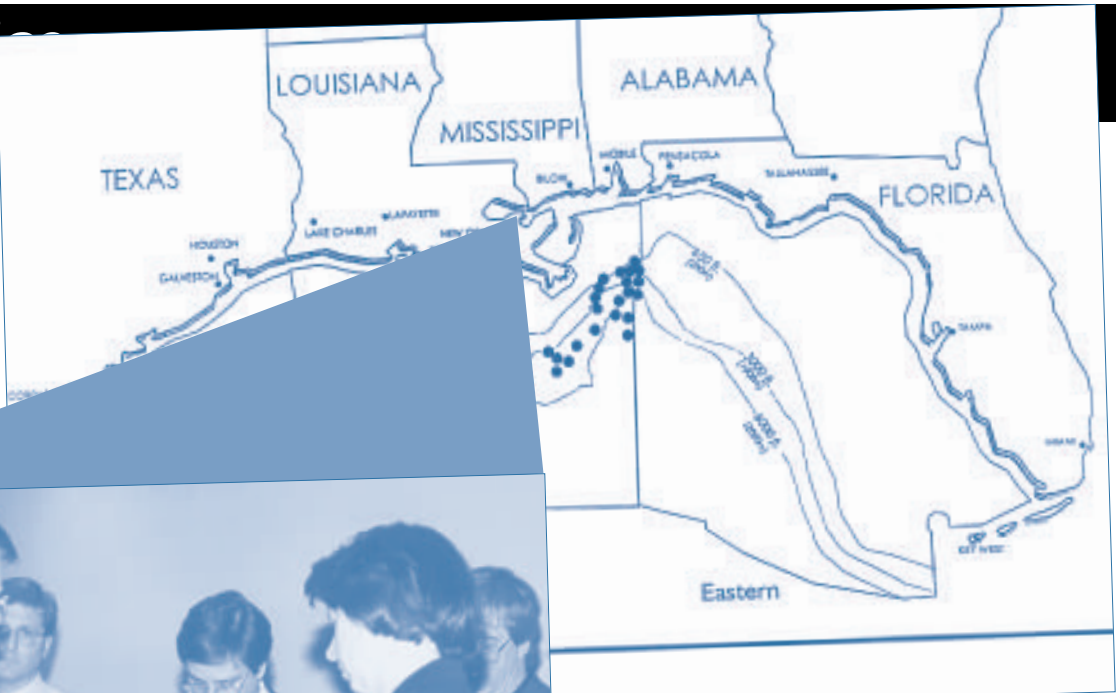 LOUISIANA
ALABAMA
MISSISSIPPI
TEXAS
MOBILE
PENSACOLA
TALLAHASSEE
BILOXI
FLORIDA
LAFAYETTE
LAKE CHARLES
NEW
HOUSTON
GALVESTON
TAMPA
MIAMI
KEY WEST
Eastern